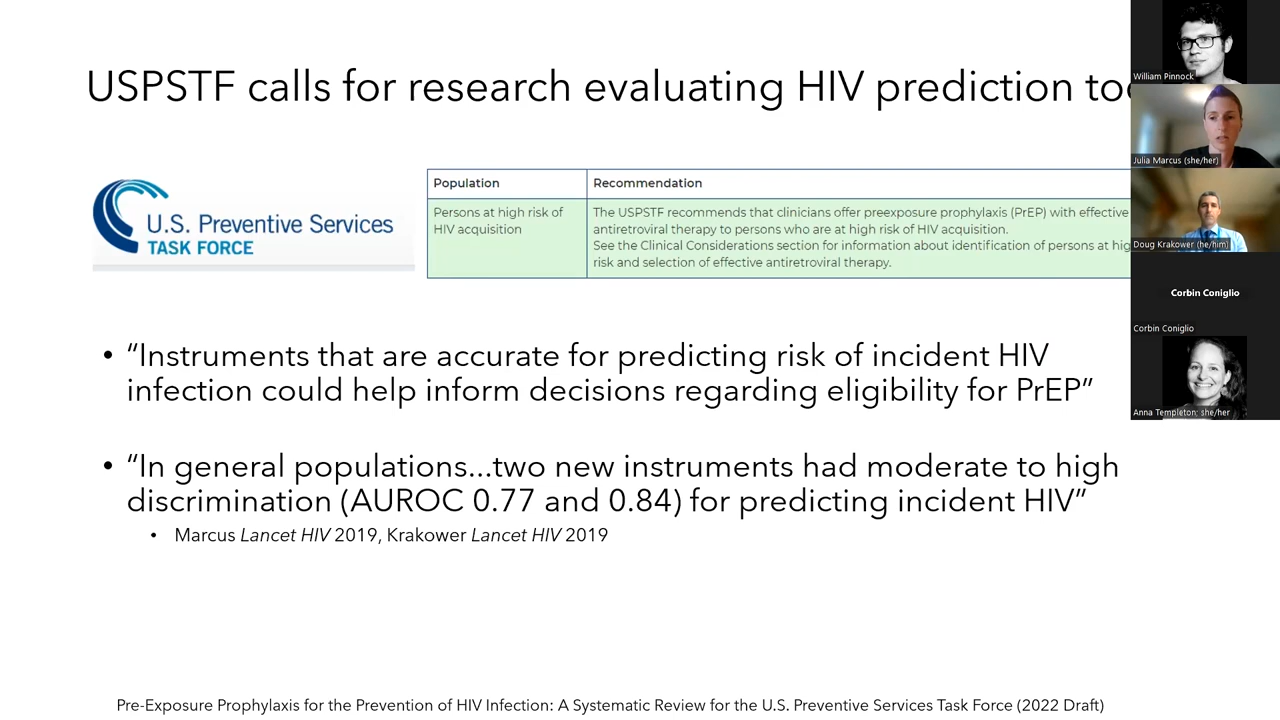 USPSTF calls for research evaluating HIV prediction
U.S. Preventive Services
TASK FORCE
Population
Recommendation
Persons at high risk of
HIV acquisition
The USPSTF recommends that clinicians offer preexposure prophylaxis (PrEP) with effective
antiretroviral therapy to persons who are at high risk of HIV acquisition.
See the Clinical Considerations section for information about identification of persons at
risk and selection of effective antiretroviral therapy.
• “Instruments that are accurate for predicting risk of incident HIV
infection could help inform decisions regarding eligibility for PrEP”
• “In general populations...two new instruments had moderate to high
discrimination (AUROC 0.77 and 0.84) for predicting incident HIV”
• Marcus Lancet HIV 2019, Krakower Lancet HIV 2019
Pre-Exposure Prophylaxis for the Prevention of HIV Infection: A Systematic Review for the U.S. Preventive Services Task Force (2022 Draft)
William Pinnock
Julia Marcus (she/her)
Doug Krakower (he/him)
Corbin Coniglio
Corbin Coniglio
Anna Templeton; she/her